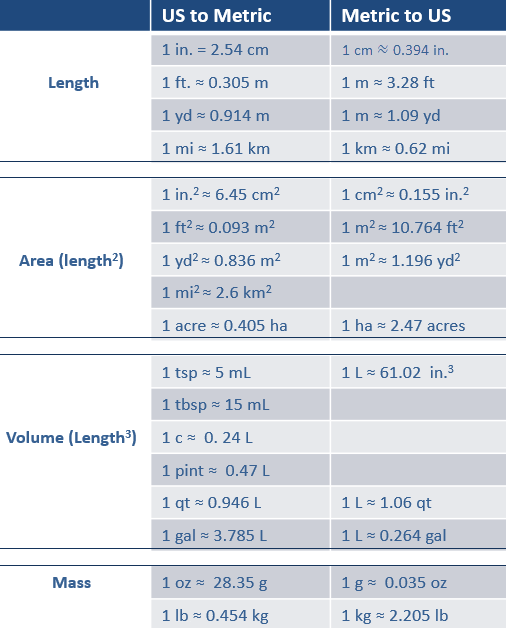 US to Metric Metric to US
1 in. = 2.54 cm 1 cm ≈ 0.394 in.
Length 1 ft. ≈ 0.305 m 1 m ≈ 3.28 ft
1 yd ≈ 0.914 m 1 m ≈ 1.09 yd
1 mi ≈ 1.61 km 1 km ≈ 0.62 mi
1 in.² ≈ 6.45 cm² 1 cm² ≈ 0.155 in.²
1 ft² ≈ 0.093 m² 1 m² ≈ 10.764 ft²
Area (length²) 1 yd² ≈ 0.836 m² 1 m² ≈ 1.196 yd²
1 mi² ≈ 2.6 km²
1 acre ≈ 0.405 ha 1 ha ≈ 2.47 acres
1 tsp ≈ 5 mL 1 L ≈ 61.02 in.³
1 tbsp ≈ 15 mL
Volume (Length³) 1 c ≈ 0. 24 L
1 pint ≈ 0.47 L
1 qt ≈ 0.946 L 1 L ≈ 1.06 qt
1 gal ≈ 3.785 L 1 L ≈ 0.264 gal
Mass 1 oz ≈ 28.35 g 1 g ≈ 0.035 oz
1 lb ≈ 0.454 kg 1 kg ≈ 2.205 lb